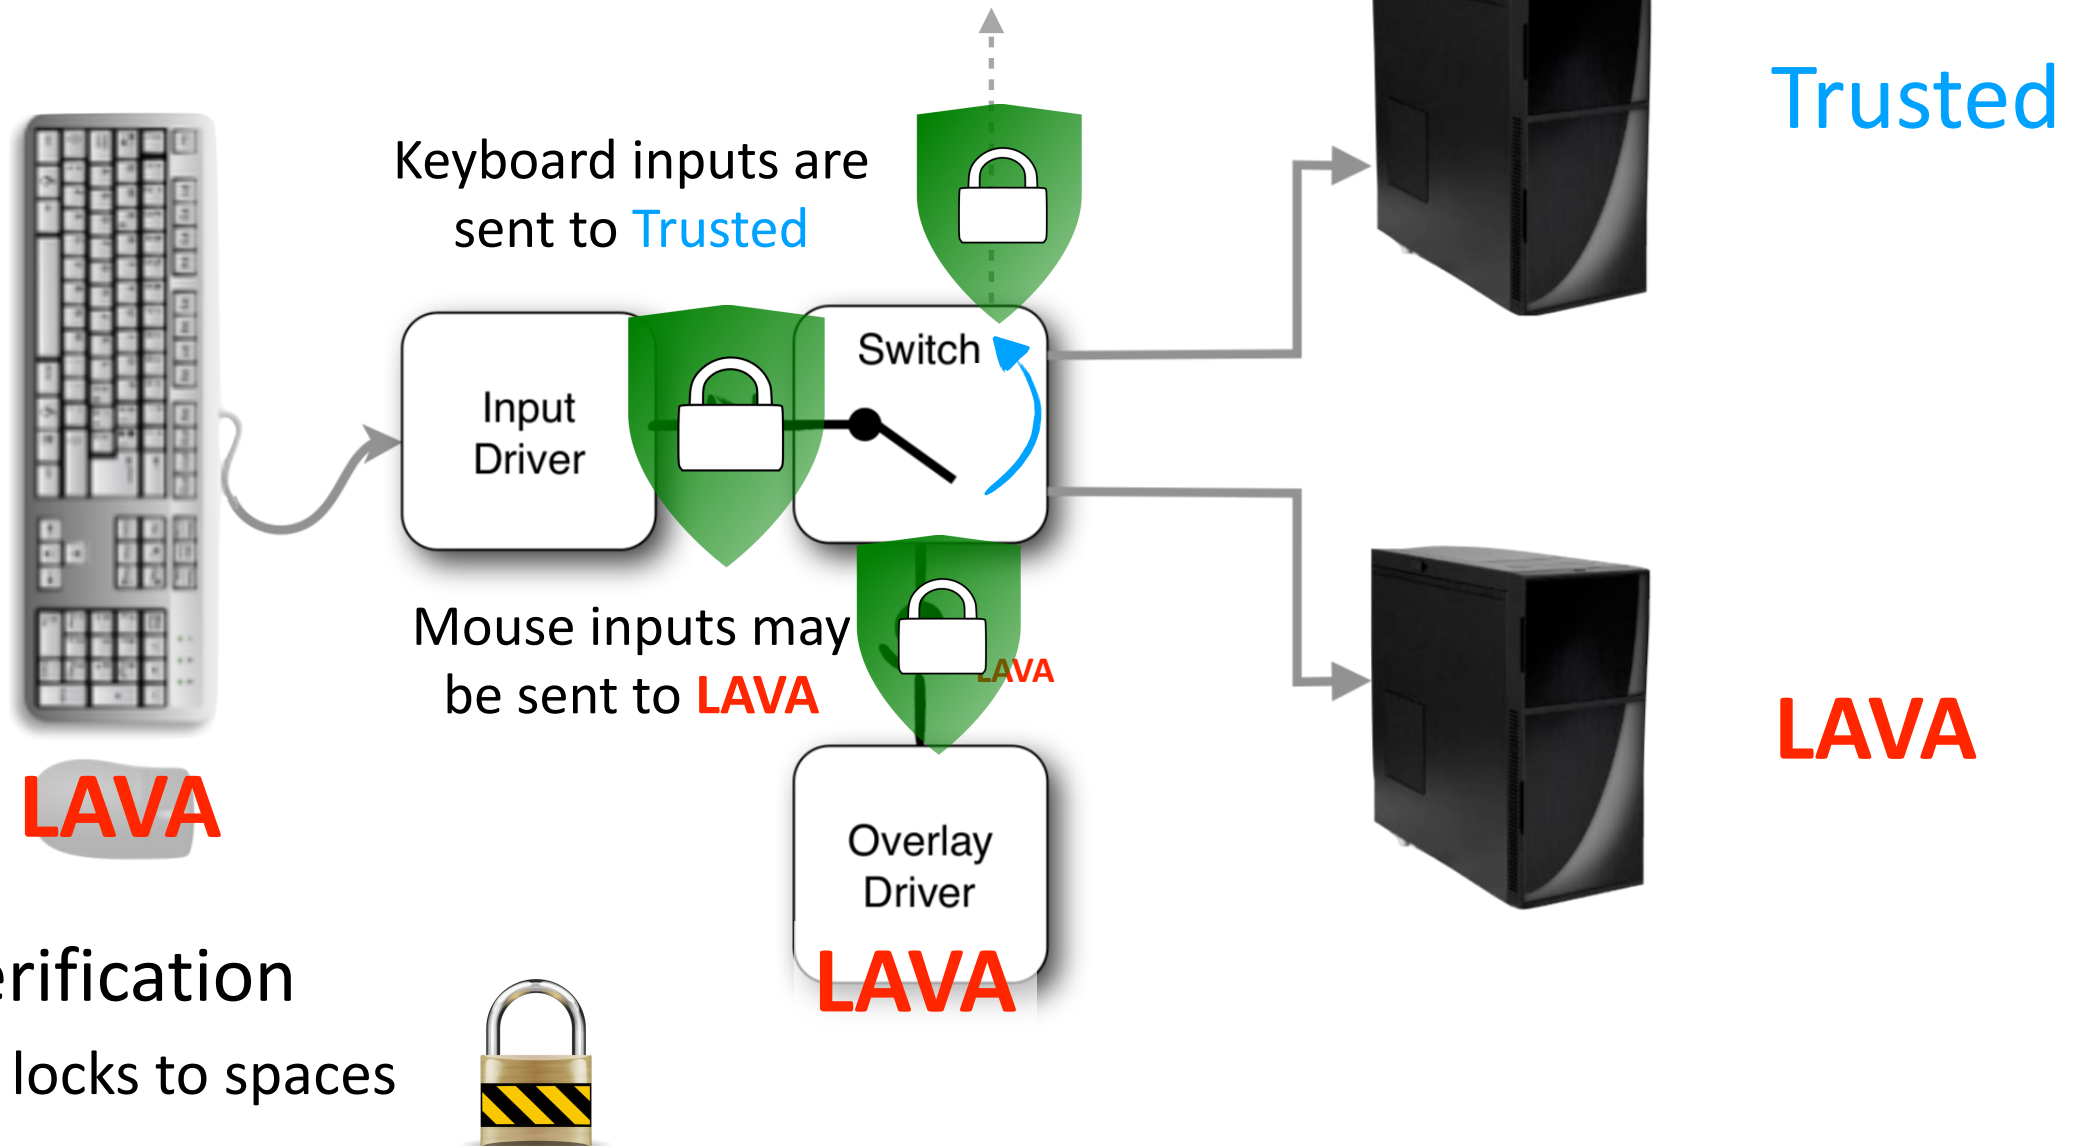 Trusted
Keyboard inputs are
sent to Trusted
Switch
Input
Driver
Mouse inputs may
be sent to LAVA
LAVA
LAVA
LAVA
Overlay
Driver
LAVA
erification
locks to spaces